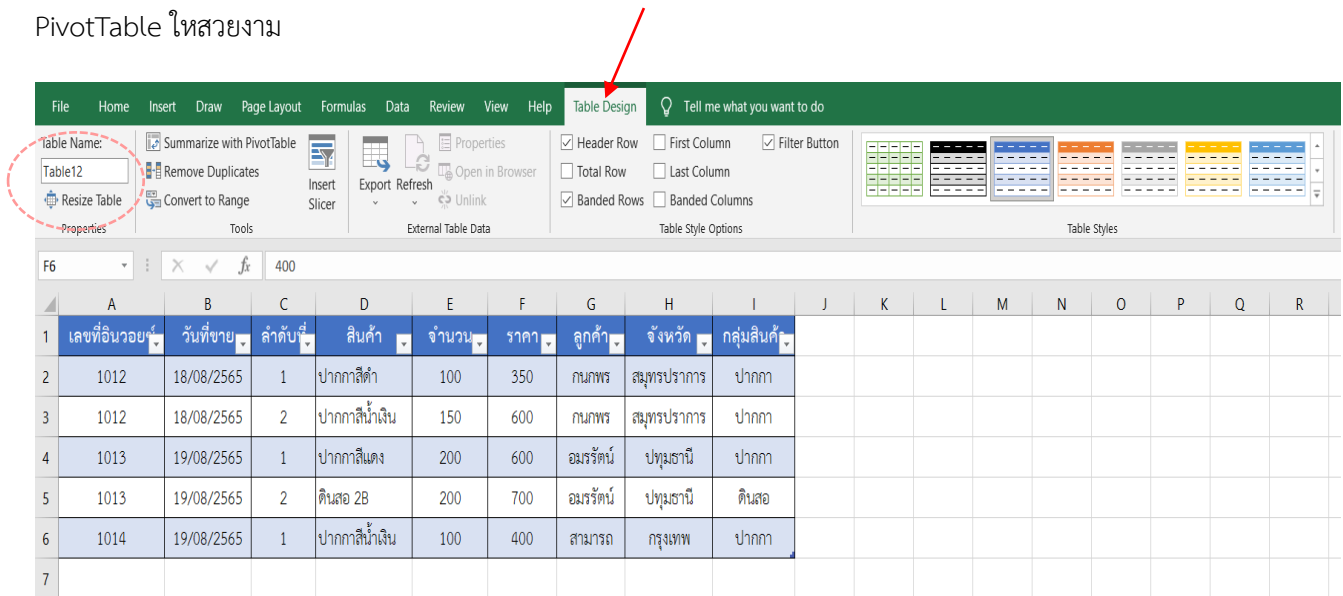 PivotTable ใหสวยงาม
File Home Insert Draw Page Layout Formulas Data Review View Help Table Design Tell me what you want to do
Table Name: Summarize with PivotTable Properties Header Row First Column Filter Button
Table12 Remove Duplicates Insert Slicer Export Refresh Open in Browser Total Row Last Column
Resize Table Convert to Range Unlink Banded Rows Banded Columns
Properties Tools External Table Data Table Style Options Table Styles
F6 fx 400
A B C D E F G H I J K L M N O P Q R
1 เลขที่อินวอยซ์ วันที่ขาย ลำดับที่ สินค้า จำนวน ราคา ลูกค้า จังหวัด กลุ่มสินค้
2 1012 18/08/2565 1 ปากกาสีดำ 100 350 กนกพร สมุทรปราการ ปากกา
3 1012 18/08/2565 2 ปากกาสีน้ำเงิน 150 600 กนกพร สมุทรปราการ ปากกา
4 1013 19/08/2565 1 ปากกาสีแดง 200 600 อมรรัตน์ ปทุมธานี ปากกา
5 1013 19/08/2565 2 ดินสอ 2B 200 700 อมรรัตน์ ปทุมธานี ดินสอ
6 1014 19/08/2565 1 ปากกาสีน้ำเงิน 100 400 สามารถ กรุงเทพ ปากกา
7